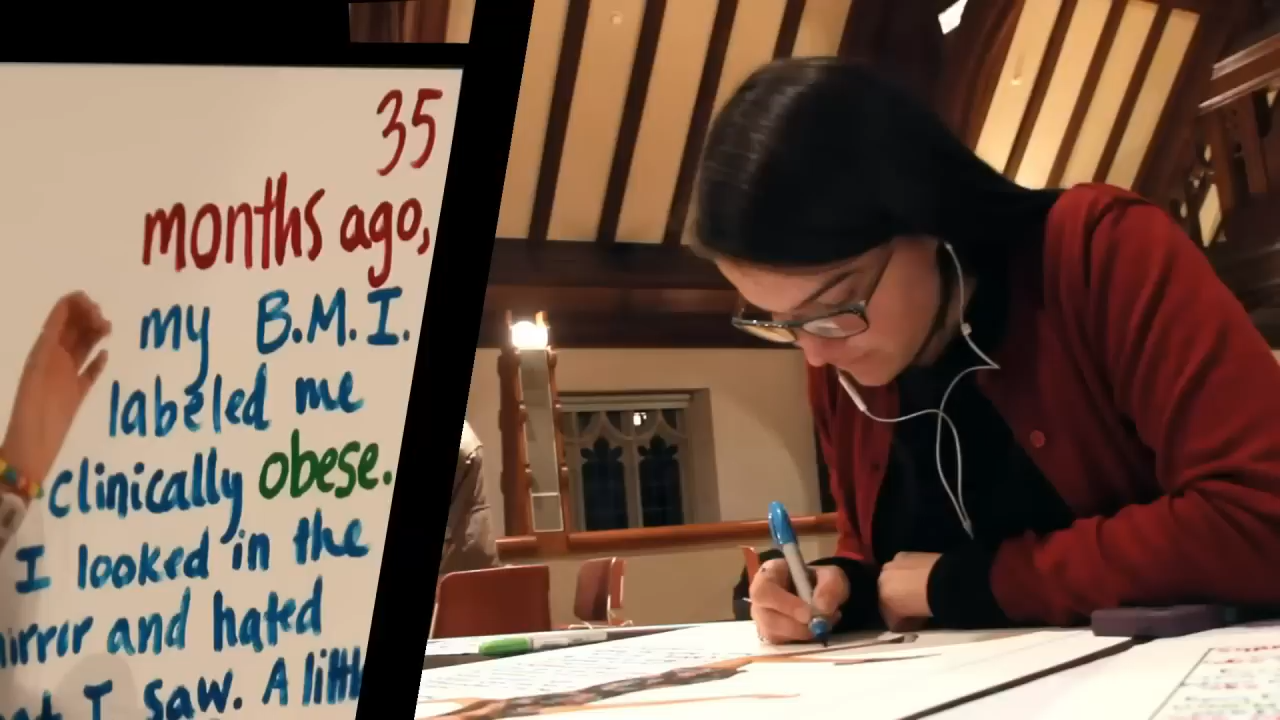 35
months ago,
my B.M.I.
labeled me
clinically obese.
I looked in the
and hated
I saw. A